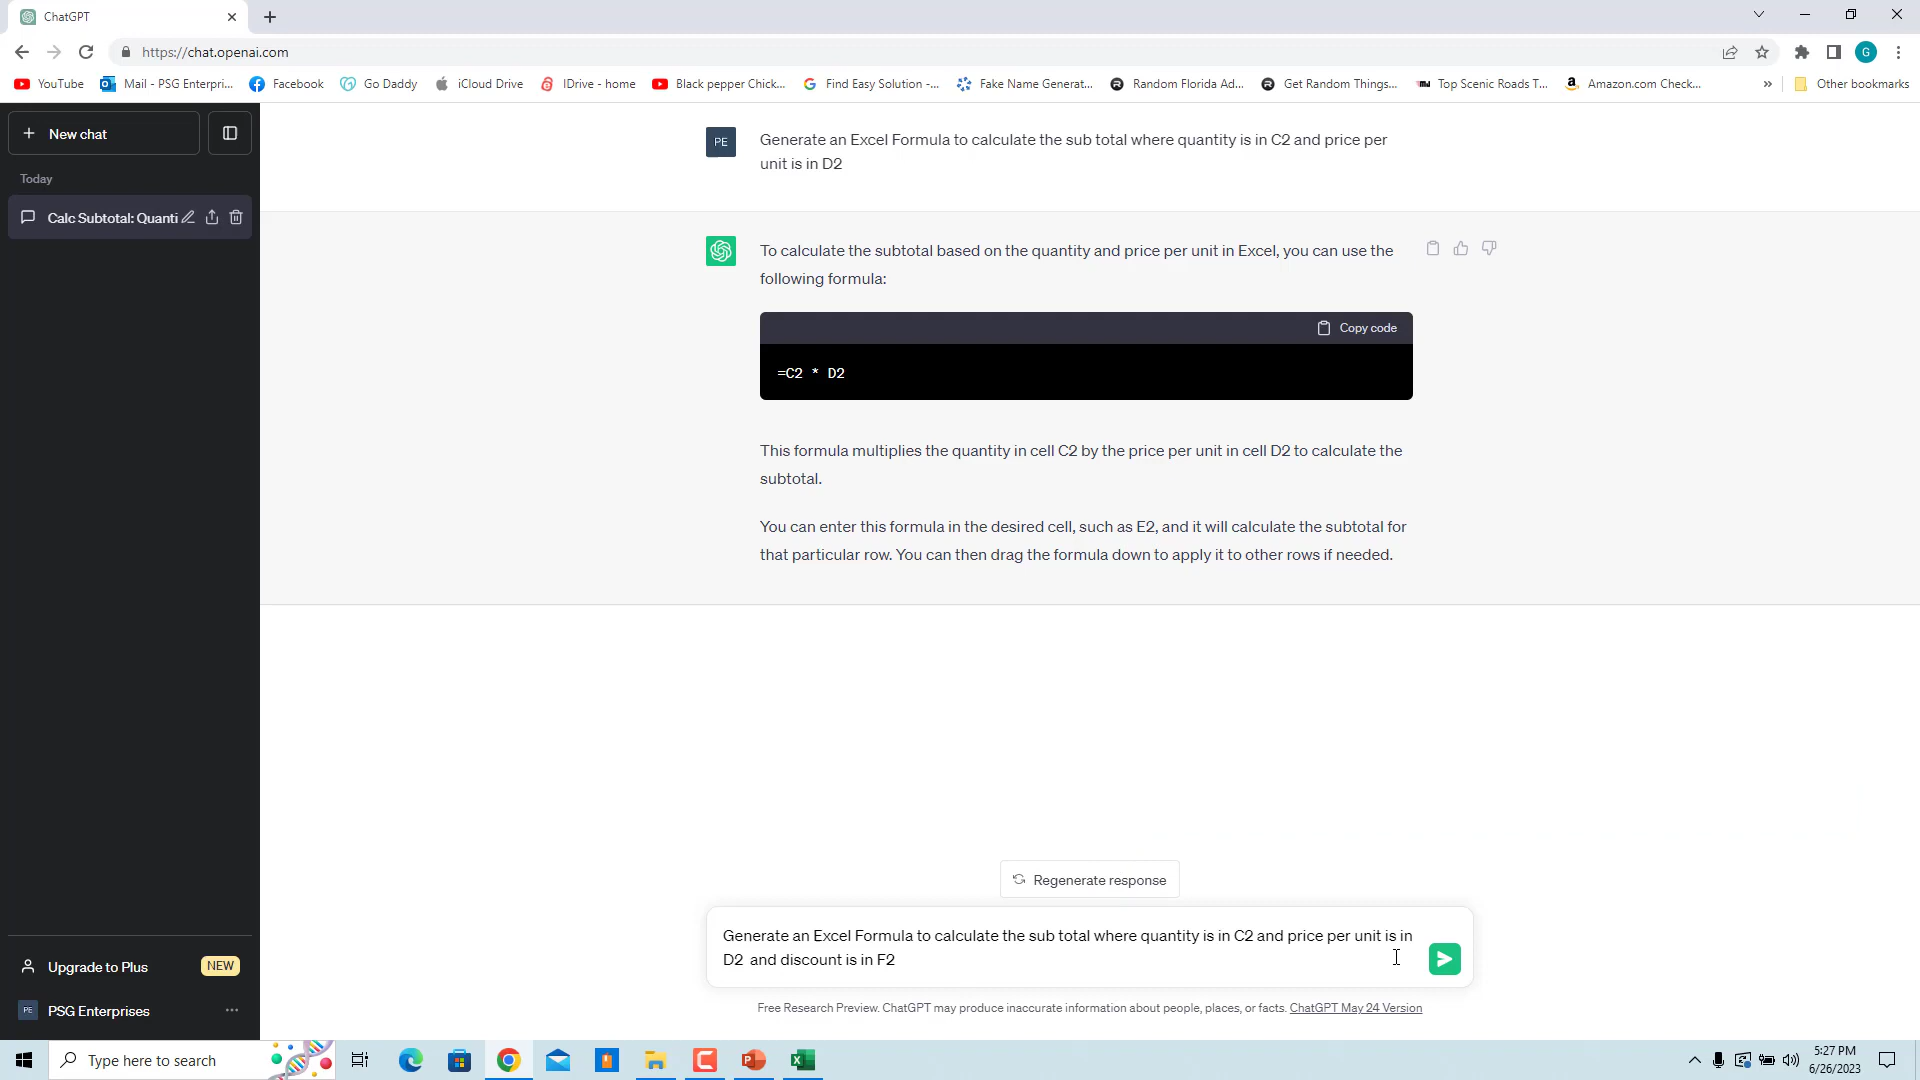 ChatGPT
https://chat.openai.com
G
YouTube
Mail - PSG Enterpri...
Facebook
Go Daddy
iCloud Drive
IDrive - home
Black pepper Chick...
Find Easy Solution -...
Fake Name Generat...
Random Florida Ad...
Get Random Things...
Top Scenic Roads T...
Amazon.com Check...
»
Other bookmarks
+ New chat
Today
Calc Subtotal: Quanti
PE
Generate an Excel Formula to calculate the sub total where quantity is in C2 and price per
unit is in D2
To calculate the subtotal based on the quantity and price per unit in Excel, you can use the
following formula:
Copy code
=C2 * D2
This formula multiplies the quantity in cell C2 by the price per unit in cell D2 to calculate the
subtotal.
You can enter this formula in the desired cell, such as E2, and it will calculate the subtotal for
that particular row. You can then drag the formula down to apply it to other rows if needed.
Regenerate response
Generate an Excel Formula to calculate the sub total where quantity is in C2 and price per unit is in
D2  and discount is in F2
Free Research Preview. ChatGPT may produce inaccurate information about people, places, or facts. ChatGPT May 24 Version
Upgrade to Plus
NEW
PE
PSG Enterprises
...
Type here to search
5:27 PM
6/26/2023